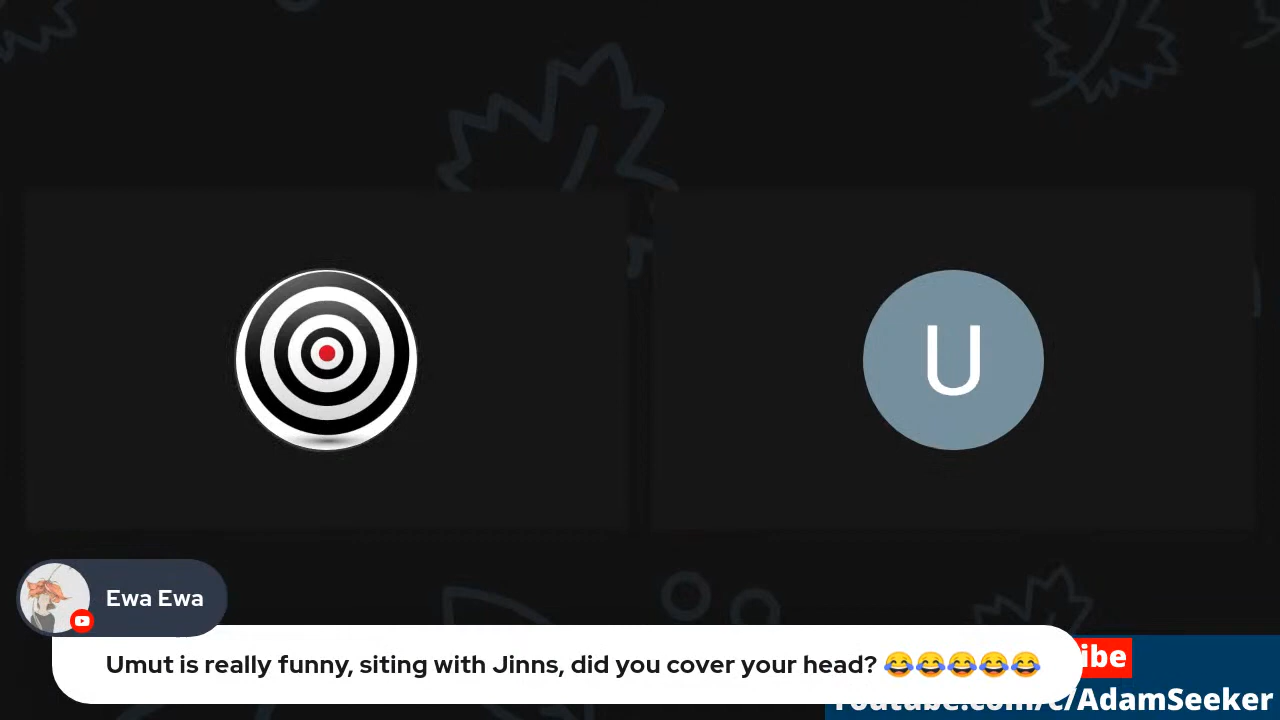 U
Ewa Ewa
Umut is really funny, siting with Jinns, did you cover your head? 😂😂😂😂😂
ibe
Youtube.com/c/AdamSeeker